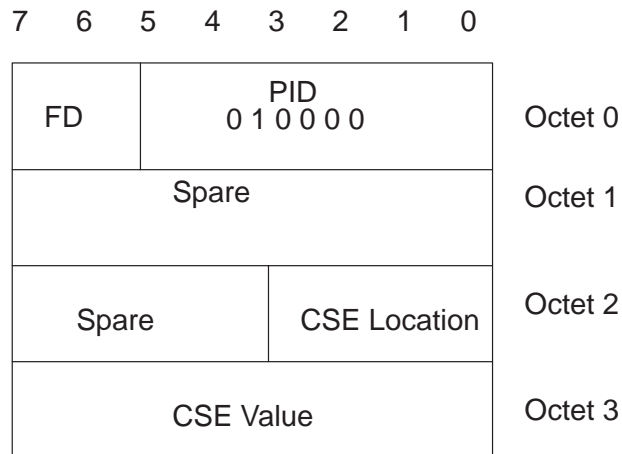 7 6 5 4 3 2 1 0
FD PID Octet 0
0 1 0 0 0 0
Spare Octet 1
Spare CSE Location Octet 2
CSE Value Octet 3